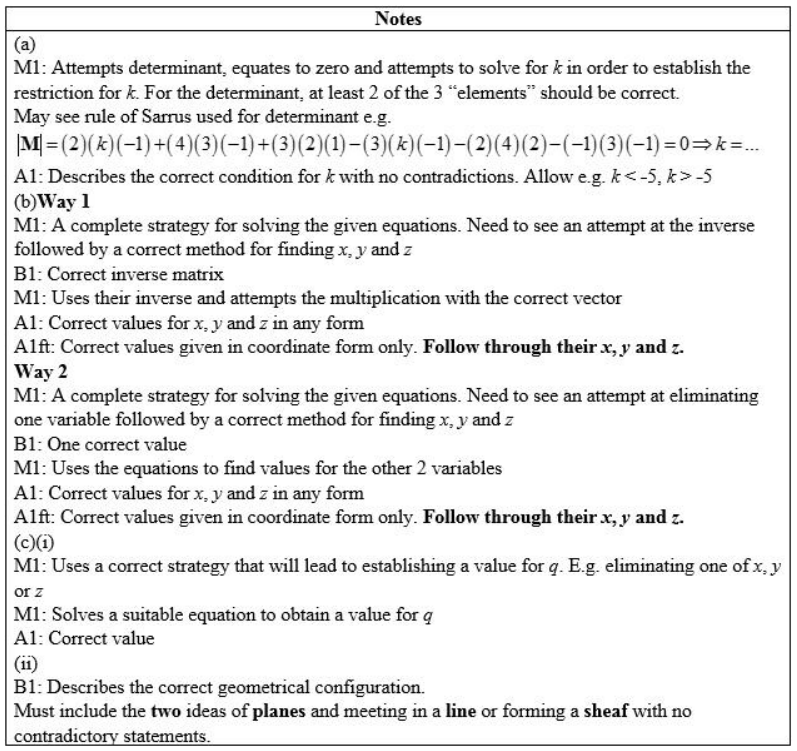 Notes
(a)
M1: Attempts determinant, equates to zero and attempts to solve for k in order to establish the
restriction for k. For the determinant, at least 2 of the 3 “elements” should be correct.
May see rule of Sarrus used for determinant e.g.
|M| = (2)(k)(-1)+(4)(3)(-1)+(3)(2)(1)-(3)(k)(-1)-(2)(4)(2)-(-1)(3)(-1) = 0 ⇒ k = ...
A1: Describes the correct condition for k with no contradictions. Allow e.g. k < -5, k > -5
(b)Way 1
M1: A complete strategy for solving the given equations. Need to see an attempt at the inverse
followed by a correct method for finding x, y and z
B1: Correct inverse matrix
M1: Uses their inverse and attempts the multiplication with the correct vector
A1: Correct values for x, y and z in any form
A1ft: Correct values given in coordinate form only. Follow through their x, y and z.
Way 2
M1: A complete strategy for solving the given equations. Need to see an attempt at eliminating
one variable followed by a correct method for finding x, y and z
B1: One correct value
M1: Uses the equations to find values for the other 2 variables
A1: Correct values for x, y and z in any form
A1ft: Correct values given in coordinate form only. Follow through their x, y and z.
(c)(i)
M1: Uses a correct strategy that will lead to establishing a value for q. E.g. eliminating one of x, y
or z
M1: Solves a suitable equation to obtain a value for q
A1: Correct value
(ii)
B1: Describes the correct geometrical configuration.
Must include the two ideas of planes and meeting in a line or forming a sheaf with no
contradictory statements.